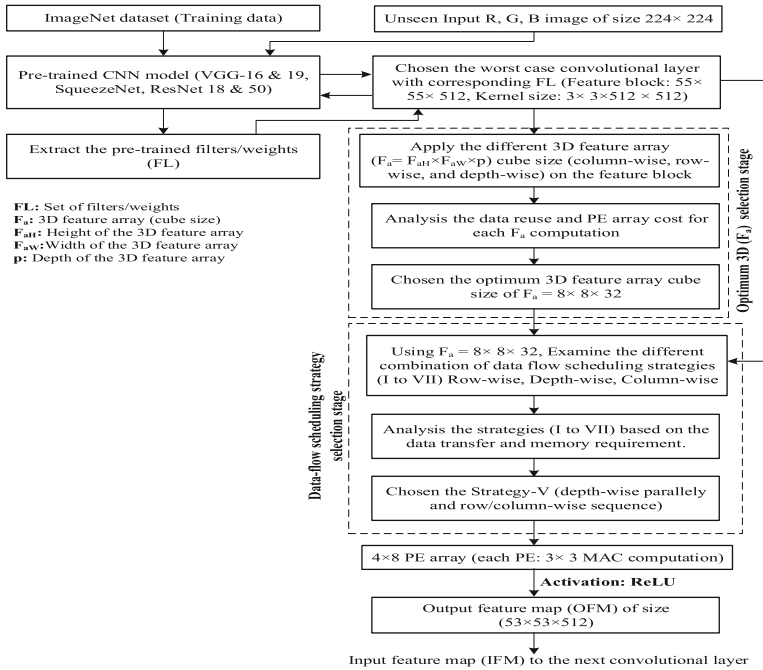 ImageNet dataset (Training data)
Unseen Input R, G, B image of size 224× 224
Pre-trained CNN model (VGG-16 & 19,
SqueezeNet, ResNet 18 & 50)
Chosen the worst case convolutional layer
with corresponding FL (Feature block: 55×
55× 512, Kernel size: 3× 3×512 × 512)
Extract the pre-trained filters/weights
(FL)
FL: Set of filters/weights
Fa: 3D feature array (cube size)
FaH: Height of the 3D feature array
FaW:Width of the 3D feature array
p: Depth of the 3D feature array
Apply the different 3D feature array
(Fa= FaH×FaW×p) cube size (column-wise, row-
wise, and depth-wise) on the feature block
Analysis the data reuse and PE array cost for
each Fa computation
Chosen the optimum 3D feature array cube
size of Fa = 8× 8× 32
Optimum 3D (Fa) selection stage
Using Fa = 8× 8× 32, Examine the different
combination of data flow scheduling strategies
(I to VII) Row-wise, Depth-wise, Column-wise
Analysis the strategies (I to VII) based on the
data transfer and memory requirement.
Chosen the Strategy-V (depth-wise parallely
and row/column-wise sequence)
Data-flow scheduling strategy
selection stage
4×8 PE array (each PE: 3× 3 MAC computation)
Activation: ReLU
Output feature map (OFM) of size
(53×53×512)
Input feature map (IFM) to the next convolutional layer